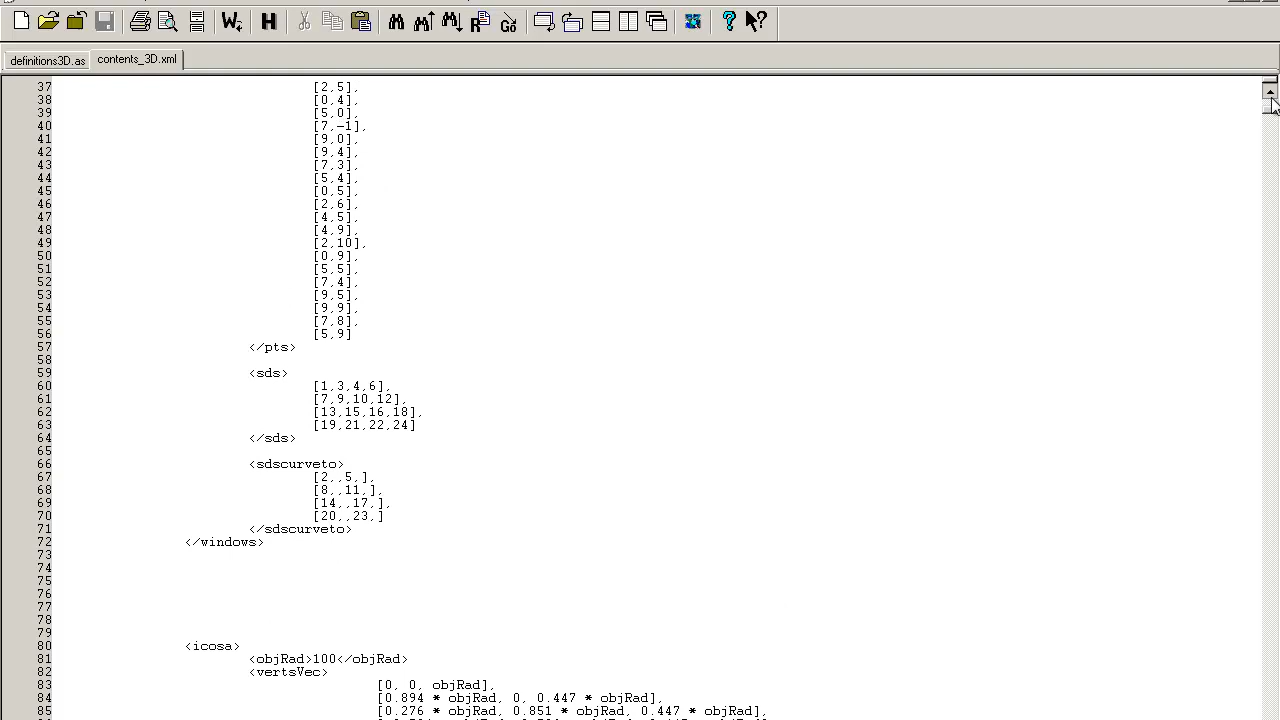 definitions3D.as contents_3D.xml
37 [2,5],
38 [0,4],
39 [5,0],
40 [7,-1],
41 [9,0],
42 [9,4],
43 [7,3],
44 [5,4],
45 [0,5],
46 [2,6],
47 [4,5],
48 [4,9],
49 [2,10],
50 [0,9],
51 [5,5],
52 [7,4],
53 [9,5],
54 [9,9],
55 [7,8],
56 [5,9]
57 </pts>
58
59 <sds>
60 [1,3,4,6],
61 [7,9,10,12],
62 [13,15,16,18],
63 [19,21,22,24]
64 </sds>
65
66 <sdscurveto>
67 [2,,5,],
68 [8,,11,],
69 [14,,17,],
70 [20,,23,]
71 </sdscurveto>
72 </windows>
73
74
75
76
77
78
79
80 <icosa>
81 <objRad>100</objRad>
82 <vertsVec>
83 [0, 0, objRad],
84 [0.894 * objRad, 0, 0.447 * objRad],
85 [0.276 * objRad, 0.851 * objRad, 0.447 * objRad],